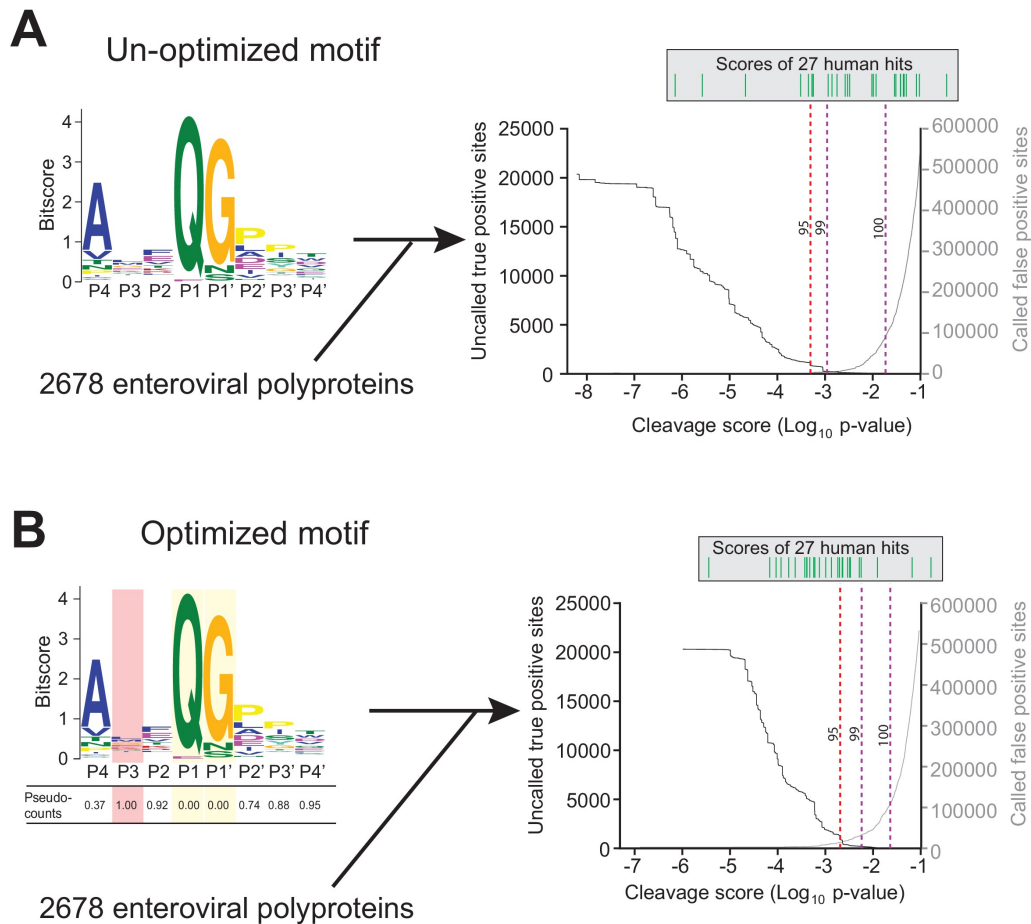 A
Un-optimized motif
Scores of 27 human hits
Bitscore
4
3
2
1
0
A
Q
G
P
P4 P3 P2 P1 P1' P2' P3' P4'
2678 enteroviral polyproteins
Uncalled true positive sites
25000
20000
15000
10000
5000
0
95
99
100
600000
500000
400000
300000
200000
100000
0
Called false positive sites
-8 -7 -6 -5 -4 -3 -2 -1
Cleavage score (Log10 p-value)
B
Optimized motif
Scores of 27 human hits
Bitscore
4
3
2
1
0
A
Q
G
P
P4 P3 P2 P1 P1' P2' P3' P4'
Pseudo-
counts
0.37 1.00 0.92 0.00 0.00 0.74 0.88 0.95
2678 enteroviral polyproteins
Uncalled true positive sites
25000
20000
15000
10000
5000
0
95
99
100
600000
500000
400000
300000
200000
100000
0
Called false positive sites
-7 -6 -5 -4 -3 -2 -1
Cleavage score (Log10 p-value)